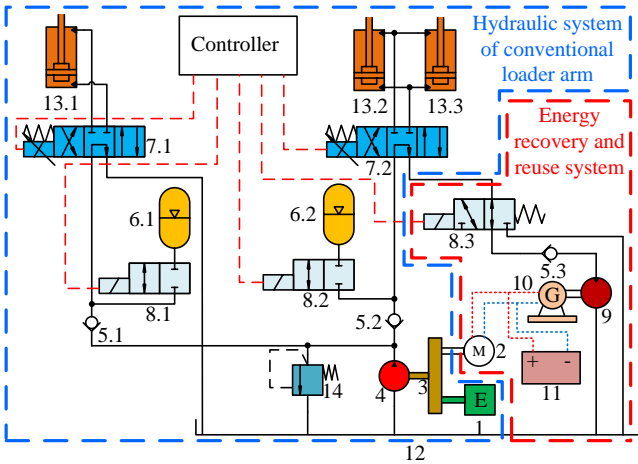 Hydraulic system
of conventional
loader arm
Controller
13.1
13.2
13.3
Energy
recovery and
reuse system
7.1
7.2
6.1
6.2
8.3
5.3
8.1
8.2
10
G
9
5.1
5.2
M
2
14
4
3
+ -
11
E
1
12